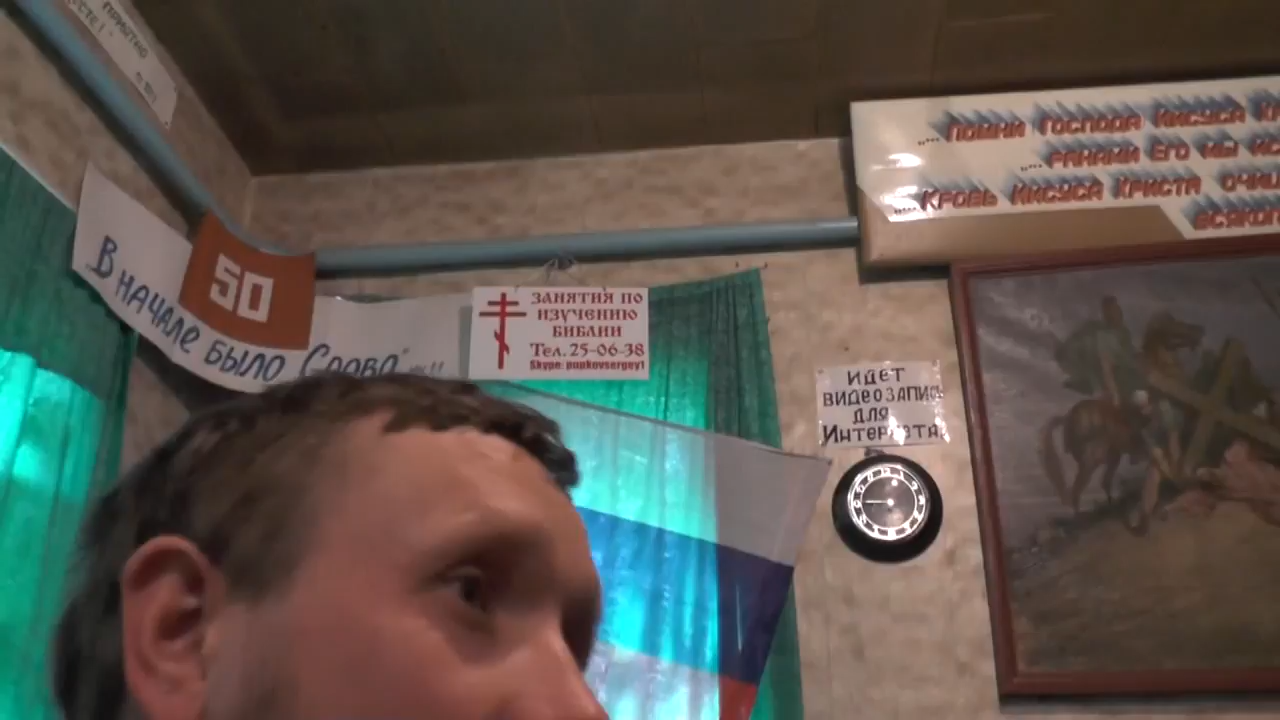 „В начале было Слово"
50
ЗАНЯТИЯ ПО
ИЗУЧЕНИЮ
БИБЛИИ
Тел. 25-06-38
Skype: popkovsergey1
„... ПОМНИ ГОСПОДА ИИСУСА
„... РАНАМИ ЕГО МЫ
„... КРОВЬ ИИСУСА ХРИСТА
ИДЕТ
ВИДЕОЗАПИСЬ
ДЛЯ
ИНТЕРНЕТА